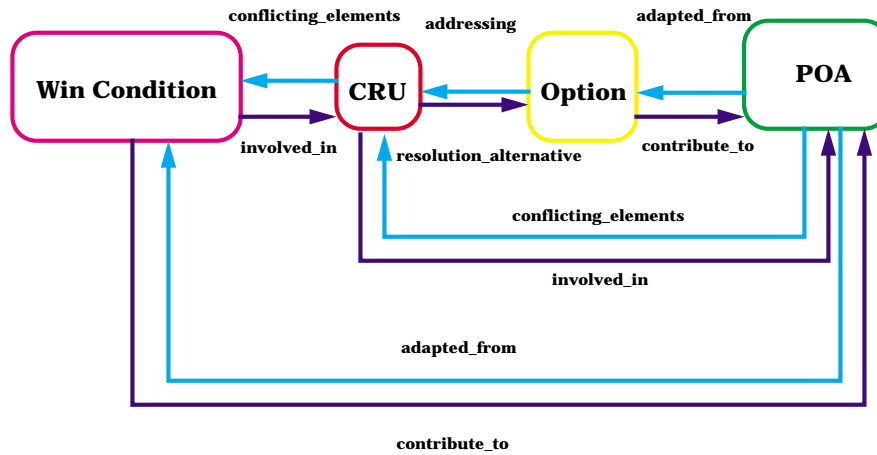 conflicting_elements
addressing
adapted_from
Win Condition
CRU
Option
POA
involved_in
resolution_alternative
contribute_to
conflicting_elements
involved_in
adapted_from
contribute_to